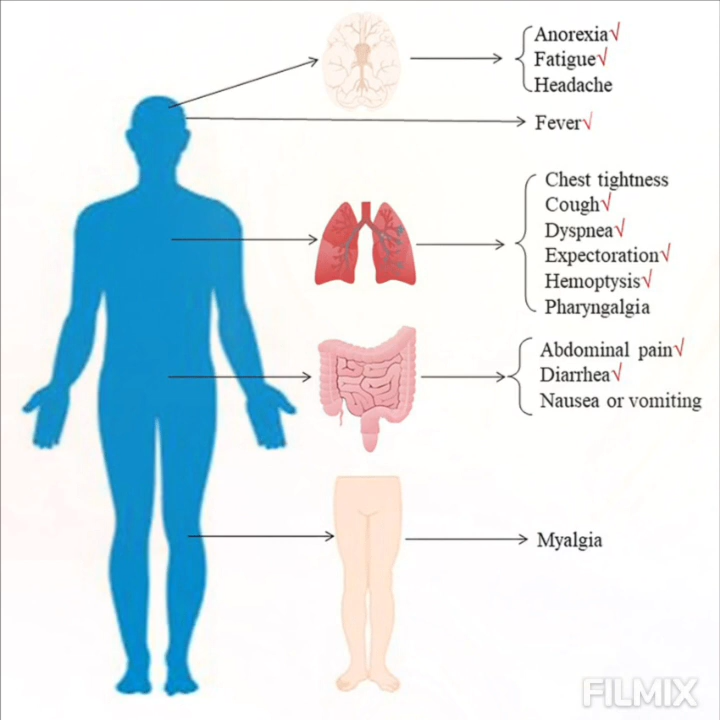 Anorexia√
Fatigue√
Headache
Fever√
Chest tightness
Cough√
Dyspnea√
Expectoration√
Hemoptysis√
Pharyngalgia
Abdominal pain√
Diarrhea√
Nausea or vomiting
Myalgia
FILMIX